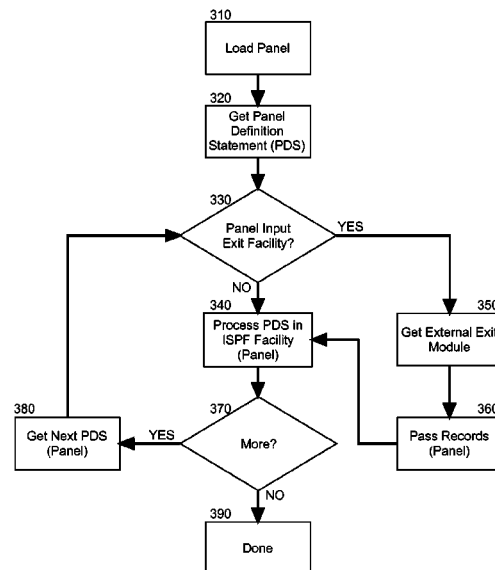 310
Load Panel
320
Get Panel
Definition
Statement (PDS)
330
Panel Input
Exit Facility?
YES
NO
340
Process PDS in
ISPF Facility
(Panel)
350
Get External Exit
Module
360
Pass Records
(Panel)
370
More?
YES
380
Get Next PDS
(Panel)
NO
390
Done